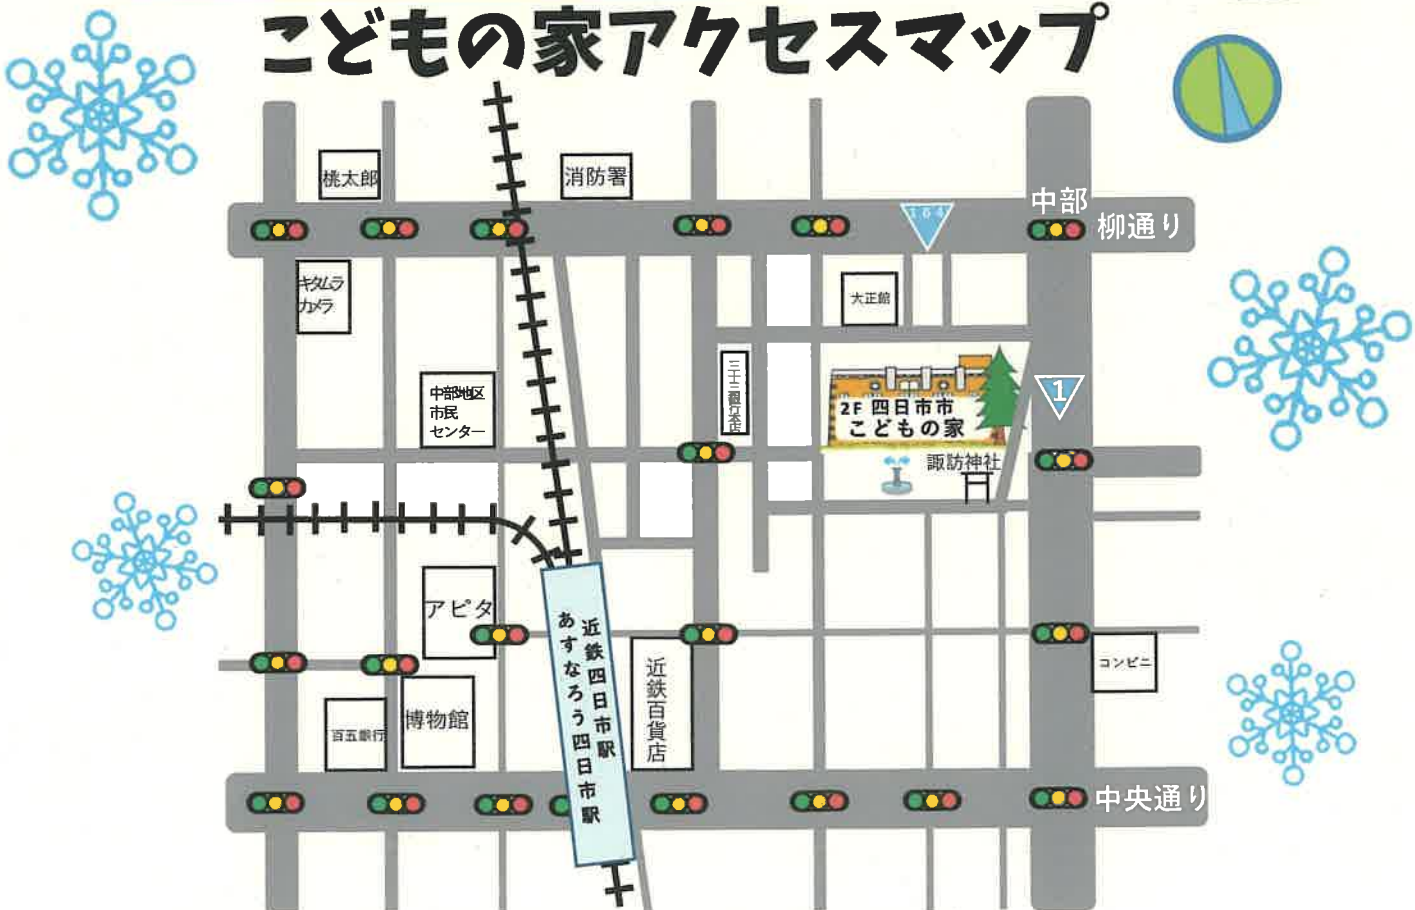 こどもの家アクセスマップ
桃太郎
消防署
164
中部
柳通り
キタムラ
カメラ
大正館
三十三銀行本店
中部地区
市民
センター
1
2F 四日市市
こどもの家
諏訪神社
アピタ
近鉄四日市駅
あすなろう四日市駅
近鉄百貨店
コンビニ
博物館
百五銀行
中央通り